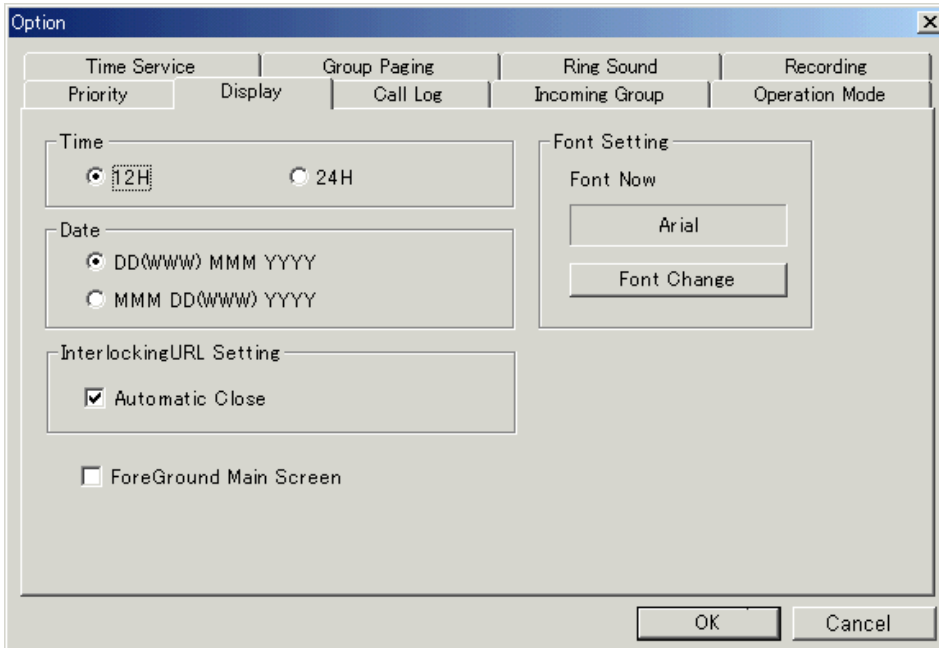 Option
Time Service Group Paging Ring Sound Recording
Priority Display Call Log Incoming Group Operation Mode
Time
12H 24H
Date
DD(WWW) MMM YYYY
MMM DD(WWW) YYYY
InterlockingURL Setting
Automatic Close
ForeGround Main Screen
Font Setting
Font Now
Arial
Font Change
OK Cancel